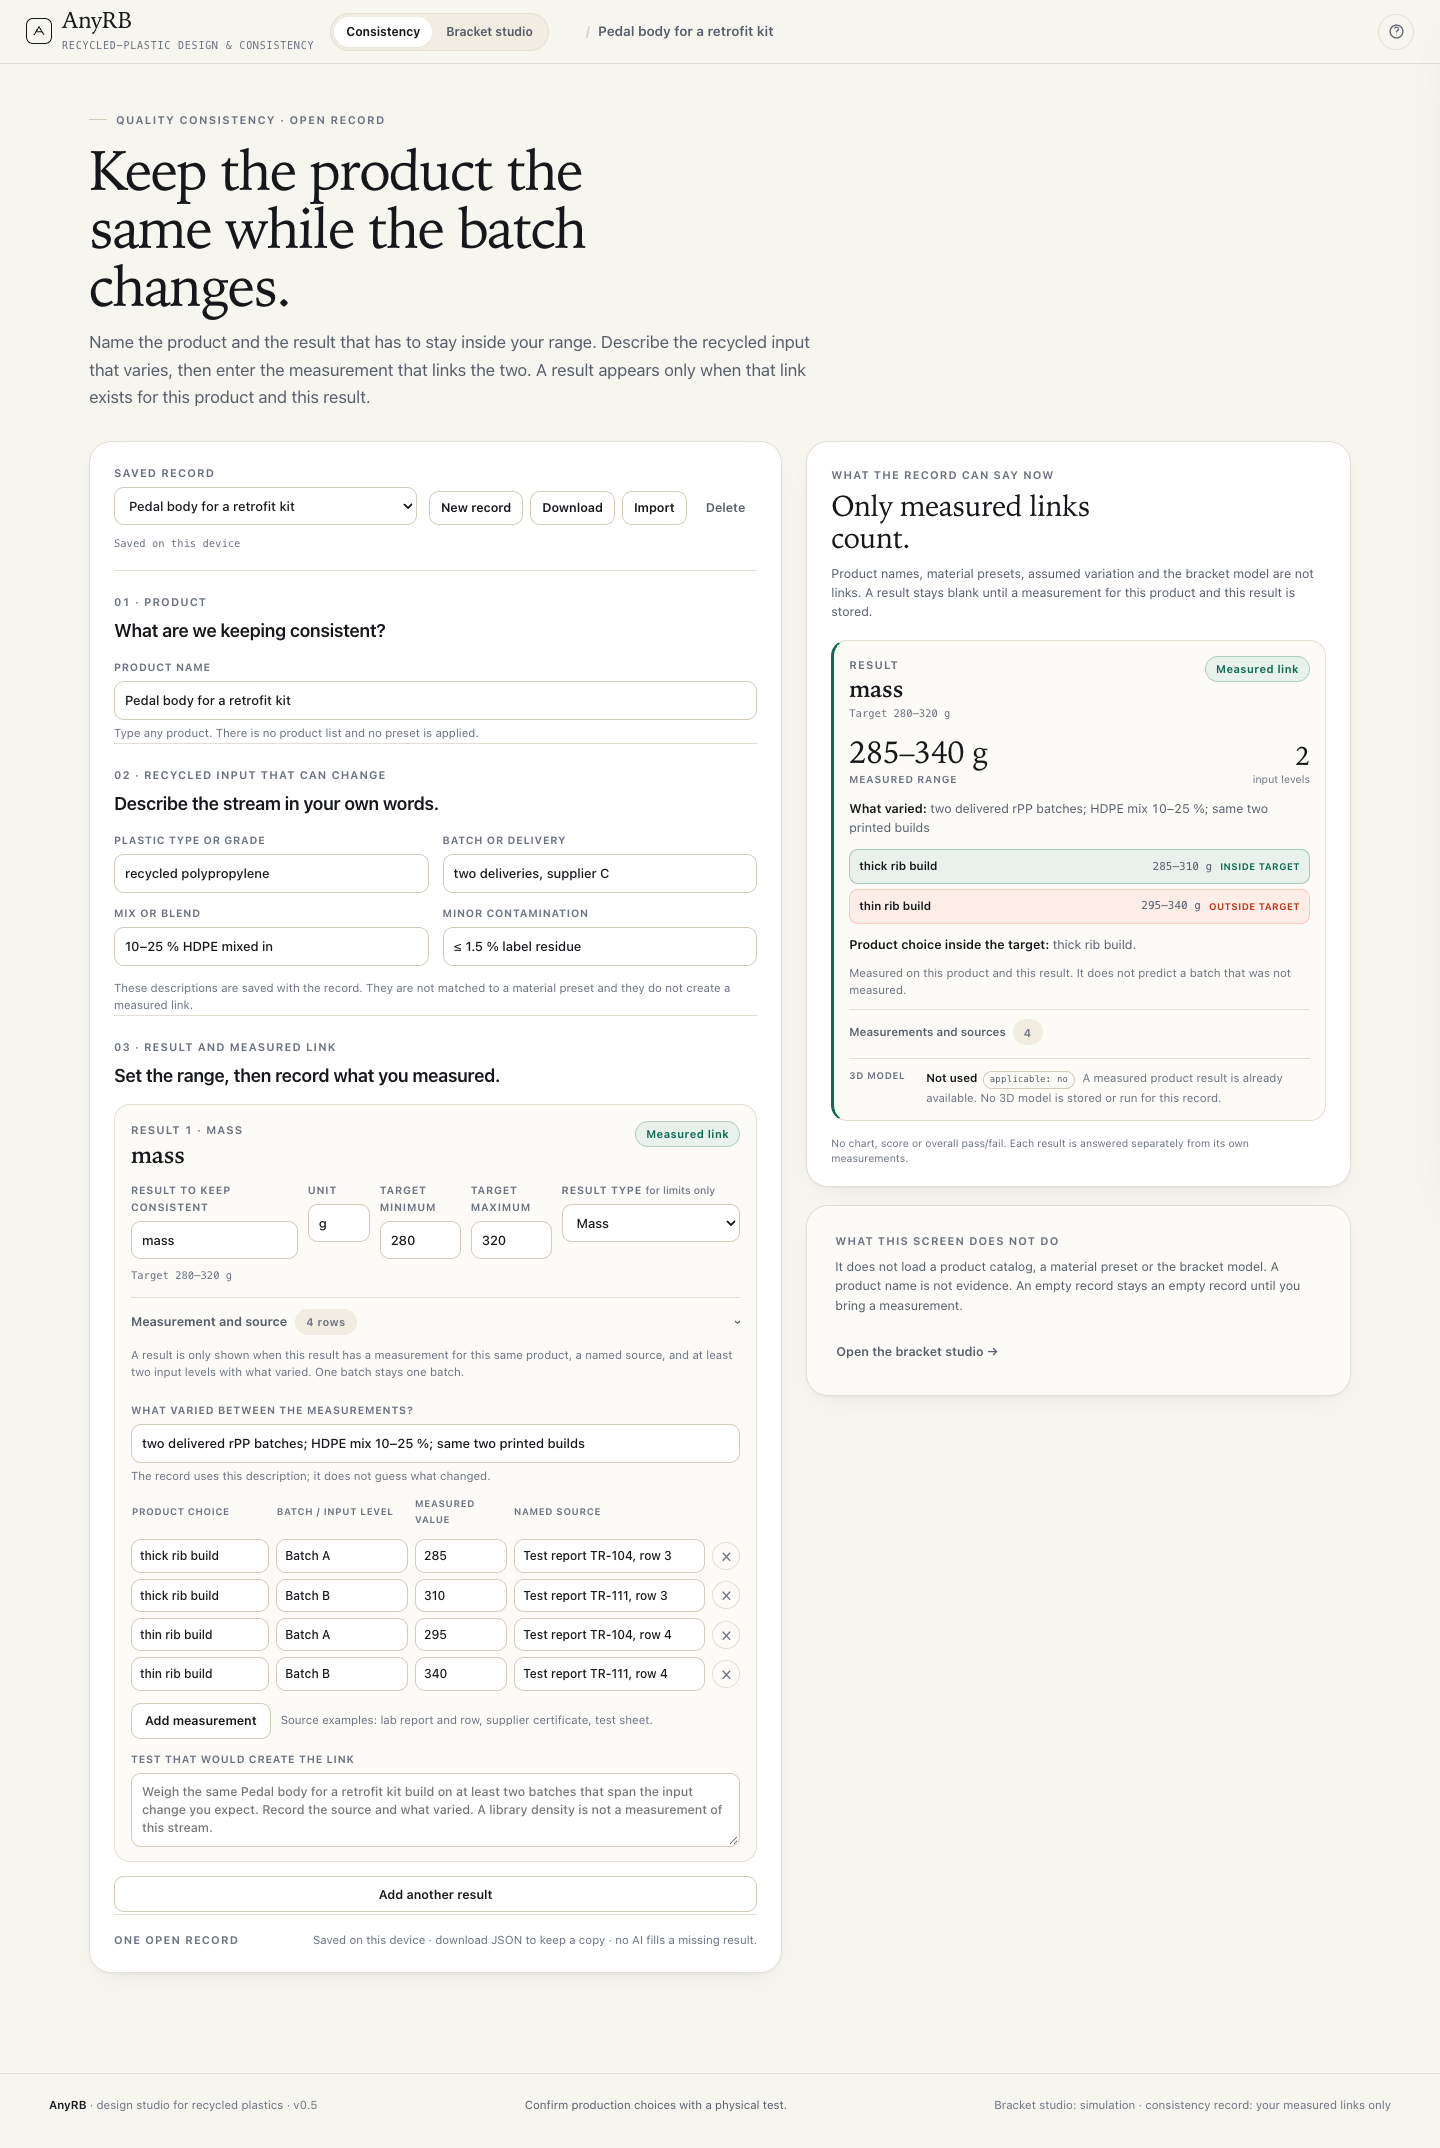 AnyRB
RECYCLED-PLASTIC DESIGN & CONSISTENCY
Consistency
Bracket studio
/ Pedal body for a retrofit kit
QUALITY CONSISTENCY · OPEN RECORD
Keep the product the
same while the batch
changes.
Name the product and the result that has to stay inside your range. Describe the recycled input
that varies, then enter the measurement that links the two. A result appears only when that link
exists for this product and this result.
SAVED RECORD
Pedal body for a retrofit kit
New record
Download
Import
Delete
Saved on this device
01 · PRODUCT
What are we keeping consistent?
PRODUCT NAME
Pedal body for a retrofit kit
Type any product. There is no product list and no preset is applied.
02 · RECYCLED INPUT THAT CAN CHANGE
Describe the stream in your own words.
PLASTIC TYPE OR GRADE
BATCH OR DELIVERY
recycled polypropylene
two deliveries, supplier C
MIX OR BLEND
MINOR CONTAMINATION
10–25 % HDPE mixed in
≤ 1.5 % label residue
These descriptions are saved with the record. They are not matched to a material preset and they do not create a
measured link.
03 · RESULT AND MEASURED LINK
Set the range, then record what you measured.
RESULT 1 · MASS
Measured link
mass
RESULT TO KEEP
CONSISTENT
UNIT
TARGET
MINIMUM
TARGET
MAXIMUM
RESULT TYPE for limits only
mass
g
280
320
Mass
Target 280–320 g
Measurement and source 4 rows
A result is only shown when this result has a measurement for this same product, a named source, and at least
two input levels with what varied. One batch stays one batch.
WHAT VARIED BETWEEN THE MEASUREMENTS?
two delivered rPP batches; HDPE mix 10–25 %; same two printed builds
The record uses this description; it does not guess what changed.
PRODUCT CHOICE
BATCH / INPUT LEVEL
MEASURED
VALUE
NAMED SOURCE
thick rib build Batch A 285 Test report TR-104, row 3
thick rib build Batch B 310 Test report TR-111, row 3
thin rib build Batch A 295 Test report TR-104, row 4
thin rib build Batch B 340 Test report TR-111, row 4
Add measurement
Source examples: lab report and row, supplier certificate, test sheet.
TEST THAT WOULD CREATE THE LINK
Weigh the same Pedal body for a retrofit kit build on at least two batches that span the input
change you expect. Record the source and what varied. A library density is not a measurement of
this stream.
Add another result
ONE OPEN RECORD
Saved on this device · download JSON to keep a copy · no AI fills a missing result.
WHAT THE RECORD CAN SAY NOW
Only measured links
count.
Product names, material presets, assumed variation and the bracket model are not
links. A result stays blank until a measurement for this product and this result is
stored.
RESULT
Measured link
mass
Target 280–320 g
285–340 g
2
MEASURED RANGE
input levels
What varied: two delivered rPP batches; HDPE mix 10–25 %; same two
printed builds
thick rib build 285–310 g INSIDE TARGET
thin rib build 295–340 g OUTSIDE TARGET
Product choice inside the target: thick rib build.
Measured on this product and this result. It does not predict a batch that was not
measured.
Measurements and sources 4
3D MODEL
Not used applicable: no A measured product result is already
available. No 3D model is stored or run for this record.
No chart, score or overall pass/fail. Each result is answered separately from its own
measurements.
WHAT THIS SCREEN DOES NOT DO
It does not load a product catalog, a material preset or the bracket model. A
product name is not evidence. An empty record stays an empty record until you
bring a measurement.
Open the bracket studio →
AnyRB · design studio for recycled plastics · v0.5
Confirm production choices with a physical test.
Bracket studio: simulation · consistency record: your measured links only